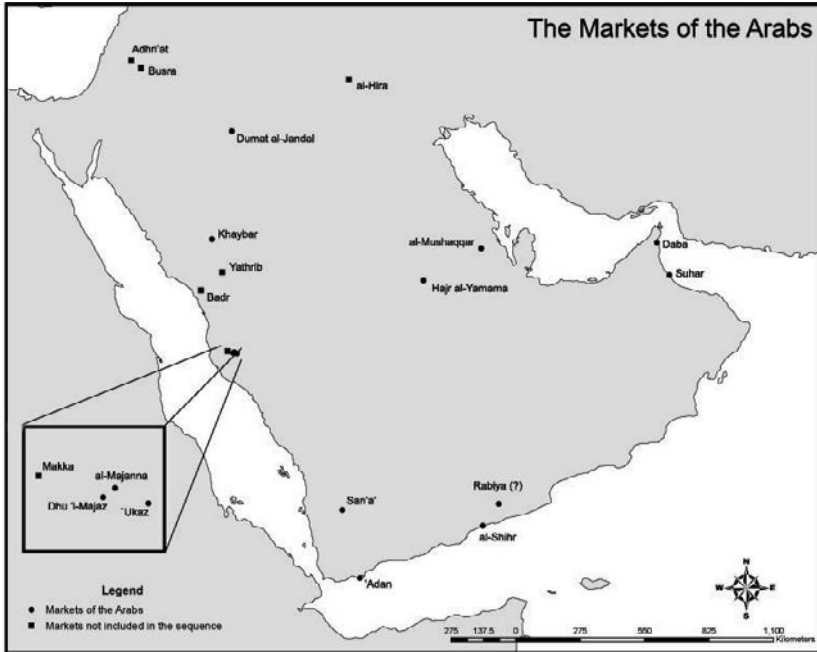 The Markets of the Arabs
Adhri'at
Busra
al-Hira
Dumat al-Jandal
Khaybar
al-Mushaqqar
Daba
Yathrib
Suhar
Hajr al-Yamama
Badr
Makka
al-Majanna
Dhu 'l-Majaz
`Ukaz
San'a'
Rabiya (?)
al-Shihr
'Adan
N
W
E
S
Legend
Markets of the Arabs
Markets not included in the sequence
275 137.5 0 275 550 825 1,100
Kilometers